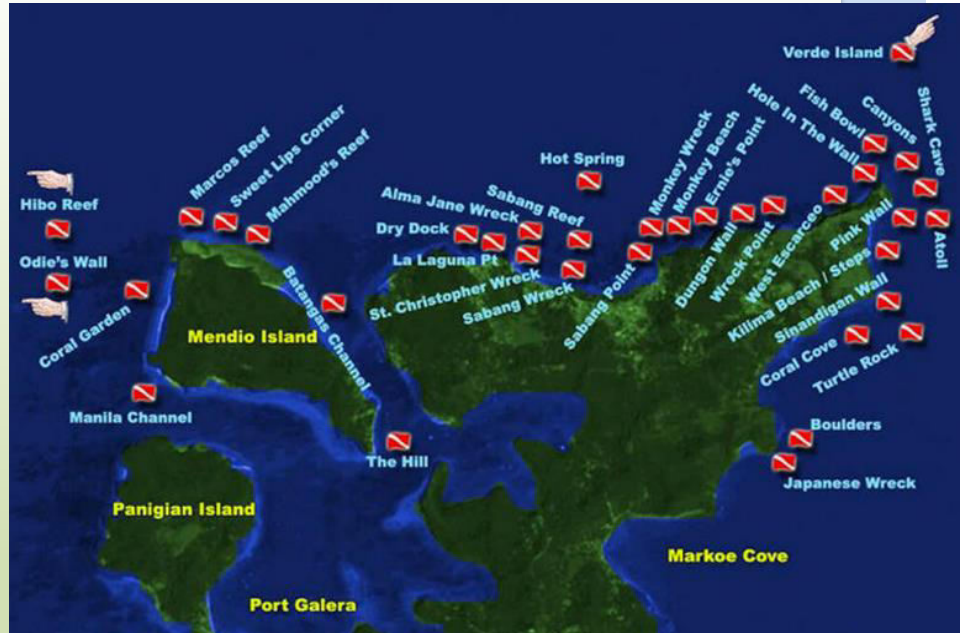 Verde Island
Shark Cave
Canyons
Fish Bowl
Hole In The Wall
Marcos Reef
Sweet Lips Corner
Mahmood's Reef
Hot Spring
Monkey Wreck
Monkey Beach
Ernie's Point
Hibo Reef
Alma Jane Wreck
Sabang Reef
Dry Dock
La Laguna Pt
St. Christopher Wreck
Sabang Wreck
Sabang Point
Dungon Wall
Wreck Point
West Escarceo
Pink Wall
Atoll
Kilima Beach / Steps
Sinandigan Wall
Odie's Wall
Coral Garden
Batangas Channel
Mendio Island
Coral Cove
Turtle Rock
Manila Channel
Boulders
The Hill
Japanese Wreck
Panigian Island
Markoe Cove
Port Galera